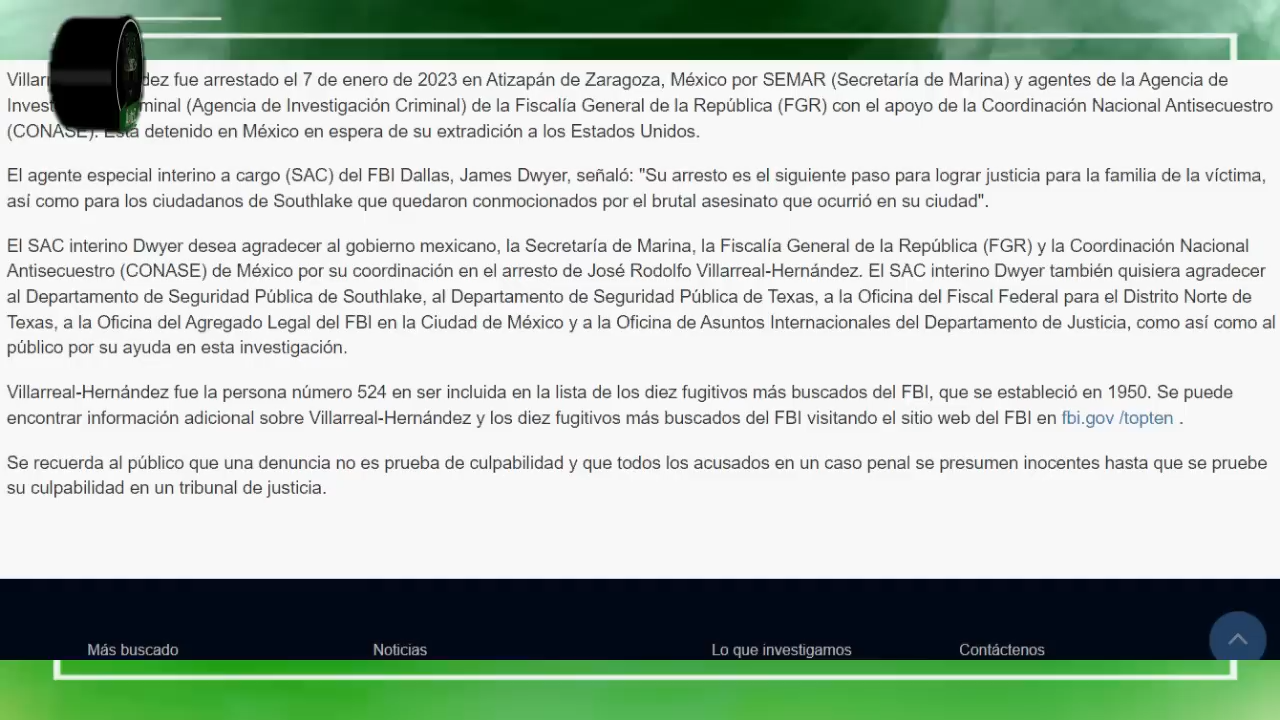 Villarr dez fue arrestado el 7 de enero de 2023 en Atizapán de Zaragoza, México por SEMAR (Secretaría de Marina) y agentes de la Agencia de
Invest minal (Agencia de Investigación Criminal) de la Fiscalía General de la República (FGR) con el apoyo de la Coordinación Nacional Antisecuestro
(CONASE). Está detenido en México en espera de su extradición a los Estados Unidos.
El agente especial interino a cargo (SAC) del FBI Dallas, James Dwyer, señaló: "Su arresto es el siguiente paso para lograr justicia para la familia de la víctima,
así como para los ciudadanos de Southlake que quedaron conmocionados por el brutal asesinato que ocurrió en su ciudad".
El SAC interino Dwyer desea agradecer al gobierno mexicano, la Secretaría de Marina, la Fiscalía General de la República (FGR) y la Coordinación Nacional
Antisecuestro (CONASE) de México por su coordinación en el arresto de José Rodolfo Villarreal-Hernández. El SAC interino Dwyer también quisiera agradecer
al Departamento de Seguridad Pública de Southlake, al Departamento de Seguridad Pública de Texas, a la Oficina del Fiscal Federal para el Distrito Norte de
Texas, a la Oficina del Agregado Legal del FBI en la Ciudad de México y a la Oficina de Asuntos Internacionales del Departamento de Justicia, como así como al
público por su ayuda en esta investigación.
Villarreal-Hernández fue la persona número 524 en ser incluida en la lista de los diez fugitivos más buscados del FBI, que se estableció en 1950. Se puede
encontrar información adicional sobre Villarreal-Hernández y los diez fugitivos más buscados del FBI visitando el sitio web del FBI en fbi.gov /topten .
Se recuerda al público que una denuncia no es prueba de culpabilidad y que todos los acusados en un caso penal se presumen inocentes hasta que se pruebe
su culpabilidad en un tribunal de justicia.
Más buscado Noticias Lo que investigamos Contáctenos